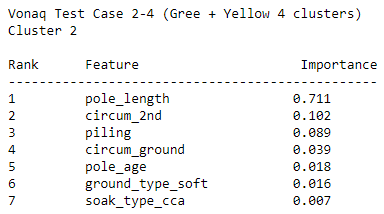 Vonaq Test Case 2-4 (Gree + Yellow 4 clusters)
Cluster 2
Rank Feature Importance
-----------------------------------------------
1 pole_length 0.711
2 circum_2nd 0.102
3 piling 0.089
4 circum_ground 0.039
5 pole_age 0.018
6 ground_type_soft 0.016
7 soak_type_cca 0.007